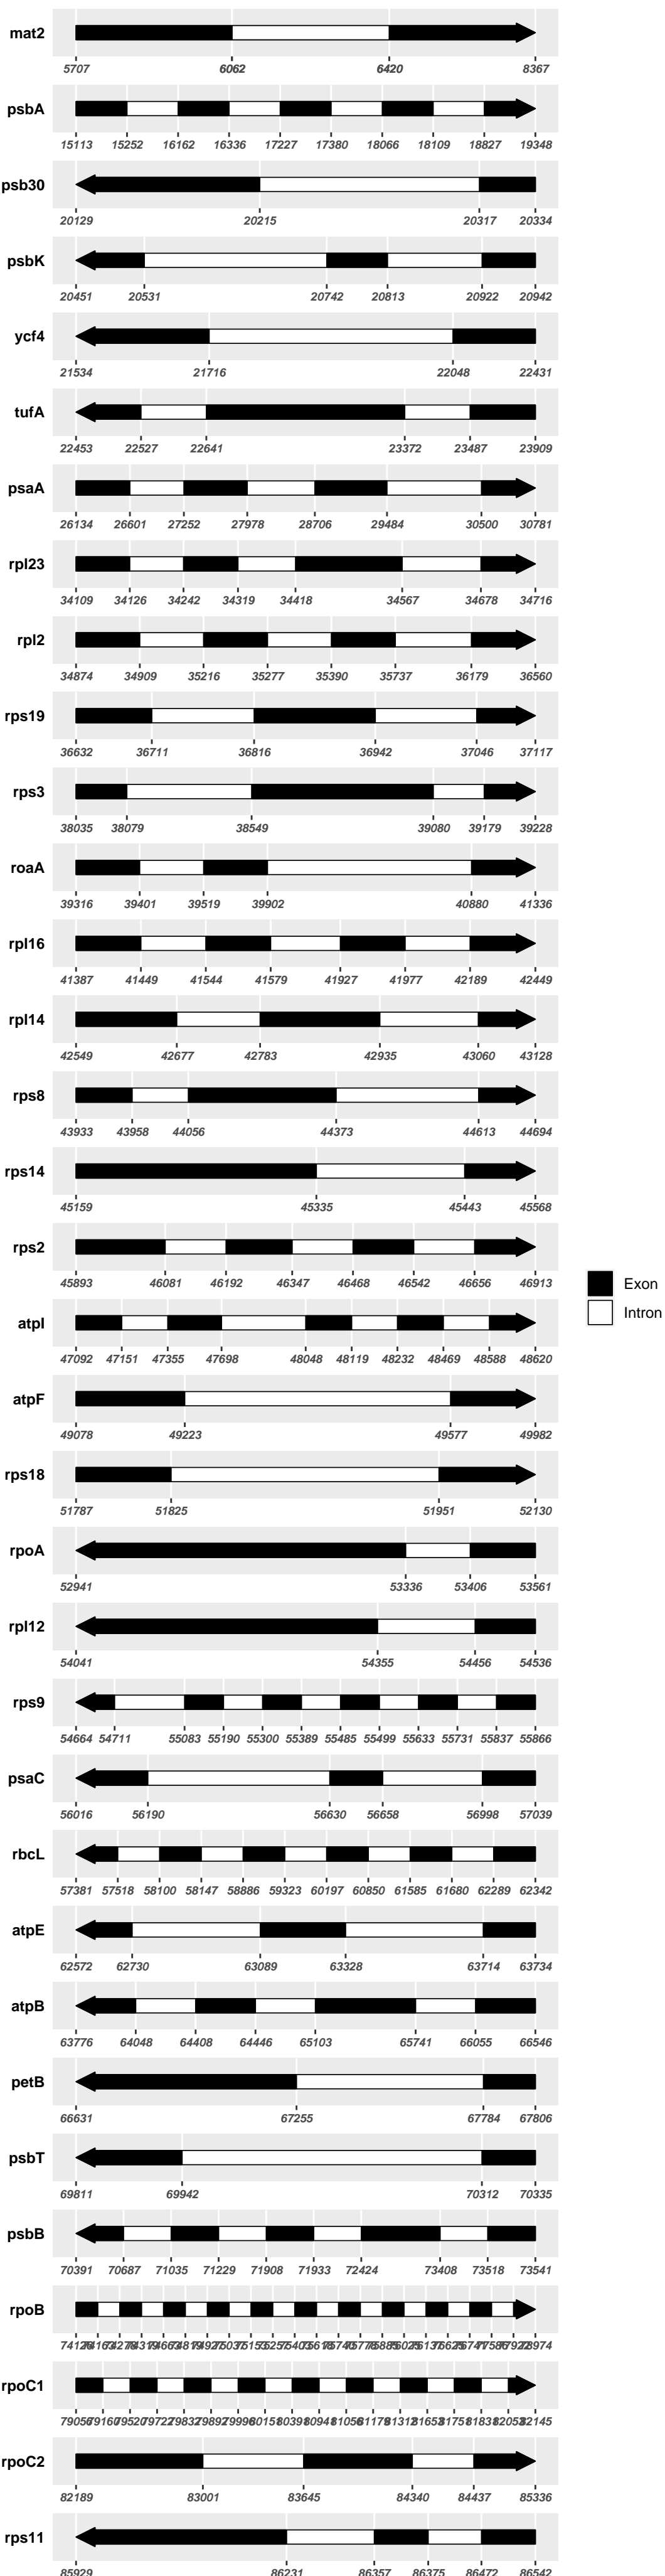 mat2
5707 6062 6420 8367
psbA
15113 15252 16162 16336 17227 17380 18066 18109 18827 19348
psb30
20129 20215 20317 20334
psbK
20451 20531 20742 20813 20922 20942
ycf4
21534 21716 22048 22431
tufA
22453 22527 22641 23372 23487 23909
psaA
26134 26601 27252 27978 28706 29484 30500 30781
rpl23
34109 34126 34242 34319 34418 34567 34678 34716
rpl2
34874 34909 35216 35277 35390 35737 36179 36560
rps19
36632 36711 36816 36942 37046 37117
rps3
38035 38079 38549 39080 39179 39228
roaA
39316 39401 39519 39902 40880 41336
rpl16
41387 41449 41544 41579 41927 41977 42189 42449
rpl14
42549 42677 42783 42935 43060 43128
rps8
43933 43958 44056 44373 44613 44694
rps14
45159 45335 45443 45568
rps2
45893 46081 46192 46347 46468 46542 46656 46913
Exon
atpI
Intron
47092 47151 47355 47698 48048 48119 48232 48469 48588 48620
atpF
49078 49223 49577 49982
rps18
51787 51825 51951 52130
rpoA
52941 53336 53406 53561
rpl12
54041 54355 54456 54536
rps9
54664 54711 55083 55190 55300 55389 55485 55499 55633 55731 55837 55866
psaC
56016 56190 56630 56658 56998 57039
rbcL
57381 57518 58100 58147 58886 59323 60197 60850 61585 61680 62289 62342
atpE
62572 62730 63089 63328 63714 63734
atpB
63776 64048 64408 64446 65103 65741 66055 66546
petB
66631 67255 67784 67806
psbT
69811 69942 70312 70335
psbB
70391 70687 71035 71229 71908 71933 72424 73408 73518 73541
rpoB
78974
rpoC1
82145
rpoC2
82189 83001 83645 84340 84437 85336
rps11
85929 86231 86357 86375 86472 86542